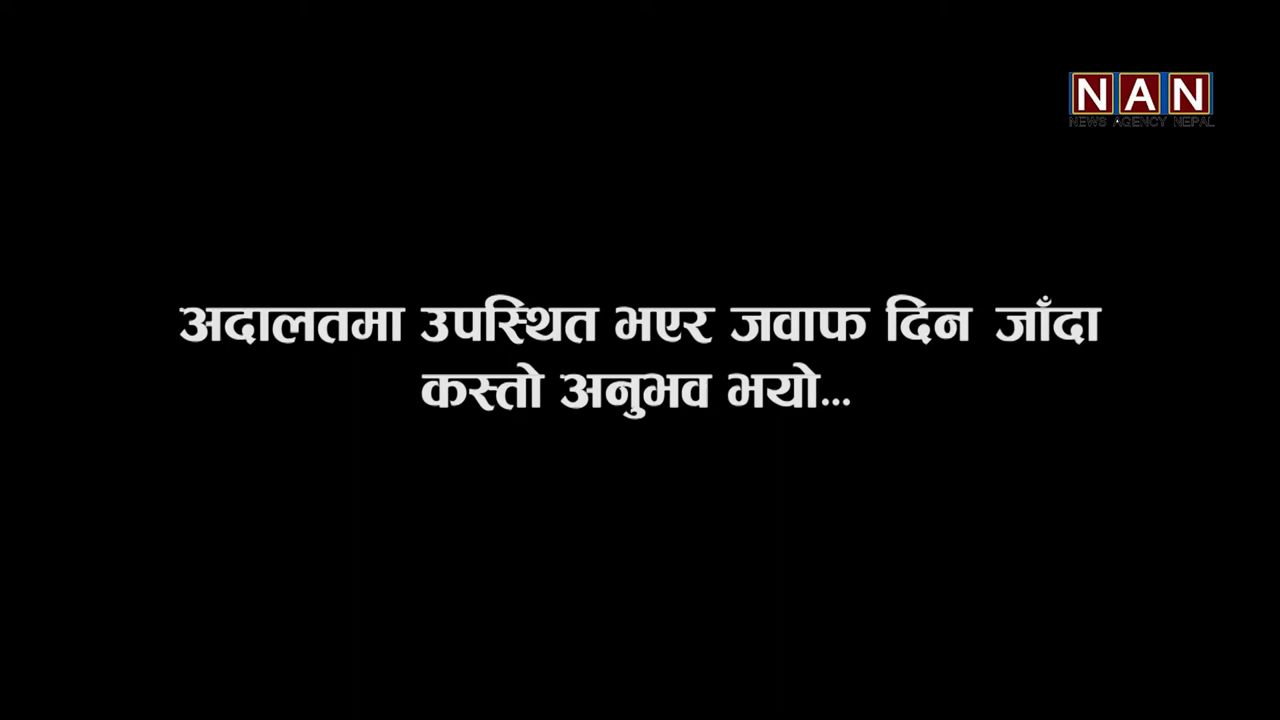 NAN
NEWS AGENCY NEPAL
अदालतमा उपस्थित भएर जवाफ दिन जाँदा
कस्तो अनुभव भयो...